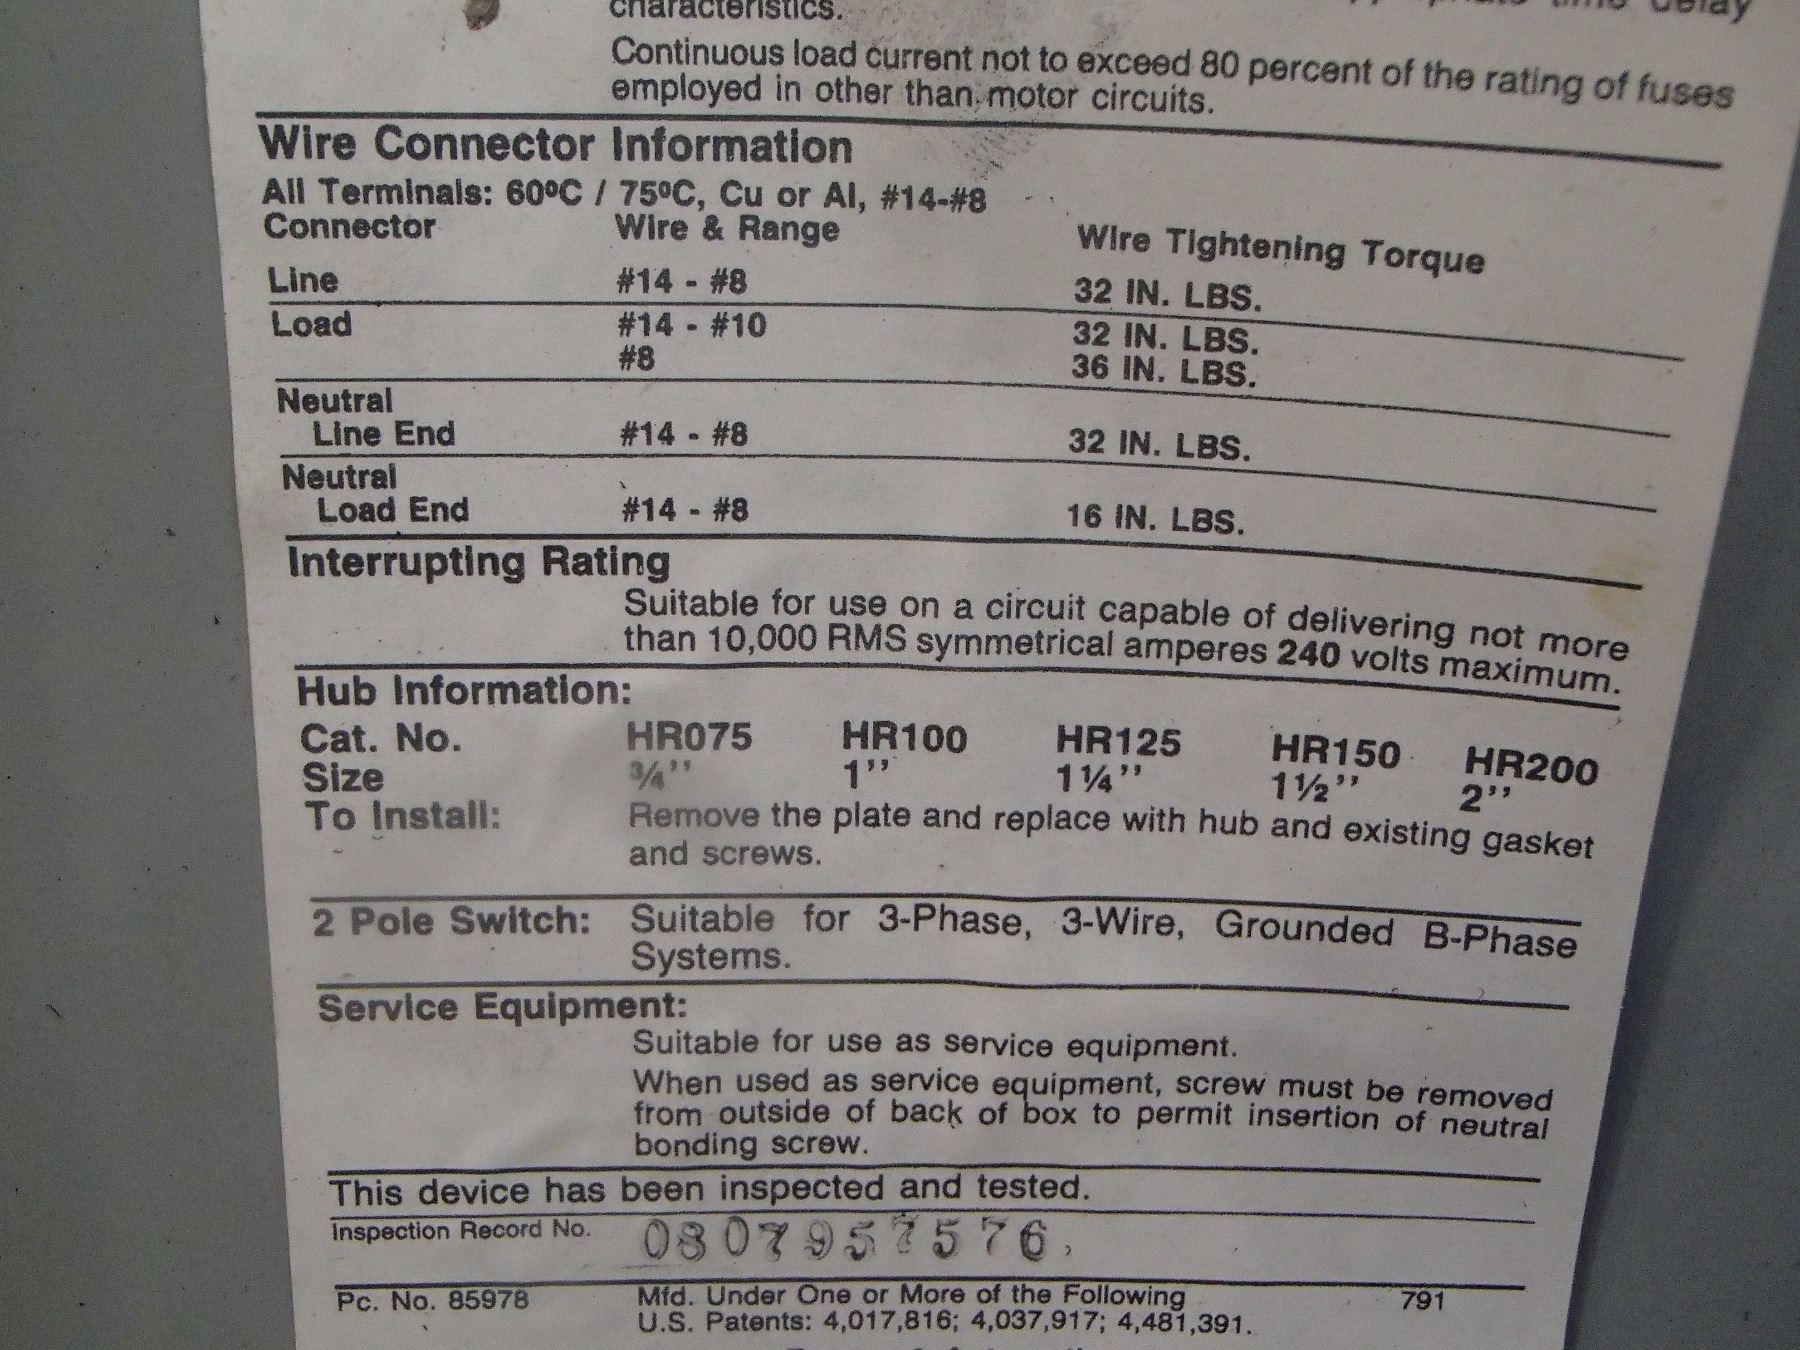 characteristics. time delay
Continuous load current not to exceed 80 percent of the rating of fuses
employed in other than motor circuits.
Wire Connector Information
All Terminals: 60ºC / 75ºC, Cu or Al, #14-#8
Connector Wire & Range Wire Tightening Torque
Line #14 - #8 32 IN. LBS.
Load #14 - #10 32 IN. LBS.
#8 36 IN. LBS.
Neutral
Line End #14 - #8 32 IN. LBS.
Neutral
Load End #14 - #8 16 IN. LBS.
Interrupting Rating
Suitable for use on a circuit capable of delivering not more
than 10,000 RMS symmetrical amperes 240 volts maximum.
Hub Information:
Cat. No. HR075 HR100 HR125 HR150 HR200
Size ¾'' 1'' 1¼'' 1½'' 2''
To Install: Remove the plate and replace with hub and existing gasket
and screws.
2 Pole Switch: Suitable for 3-Phase, 3-Wire, Grounded B-Phase
Systems.
Service Equipment:
Suitable for use as service equipment.
When used as service equipment, screw must be removed
from outside of back of box to permit insertion of neutral
bonding screw.
This device has been inspected and tested.
Inspection Record No. 0807957576
Pc. No. 85978 Mfd. Under One or More of the Following 791
U.S. Patents: 4,017,816; 4,037,917; 4,481,391.